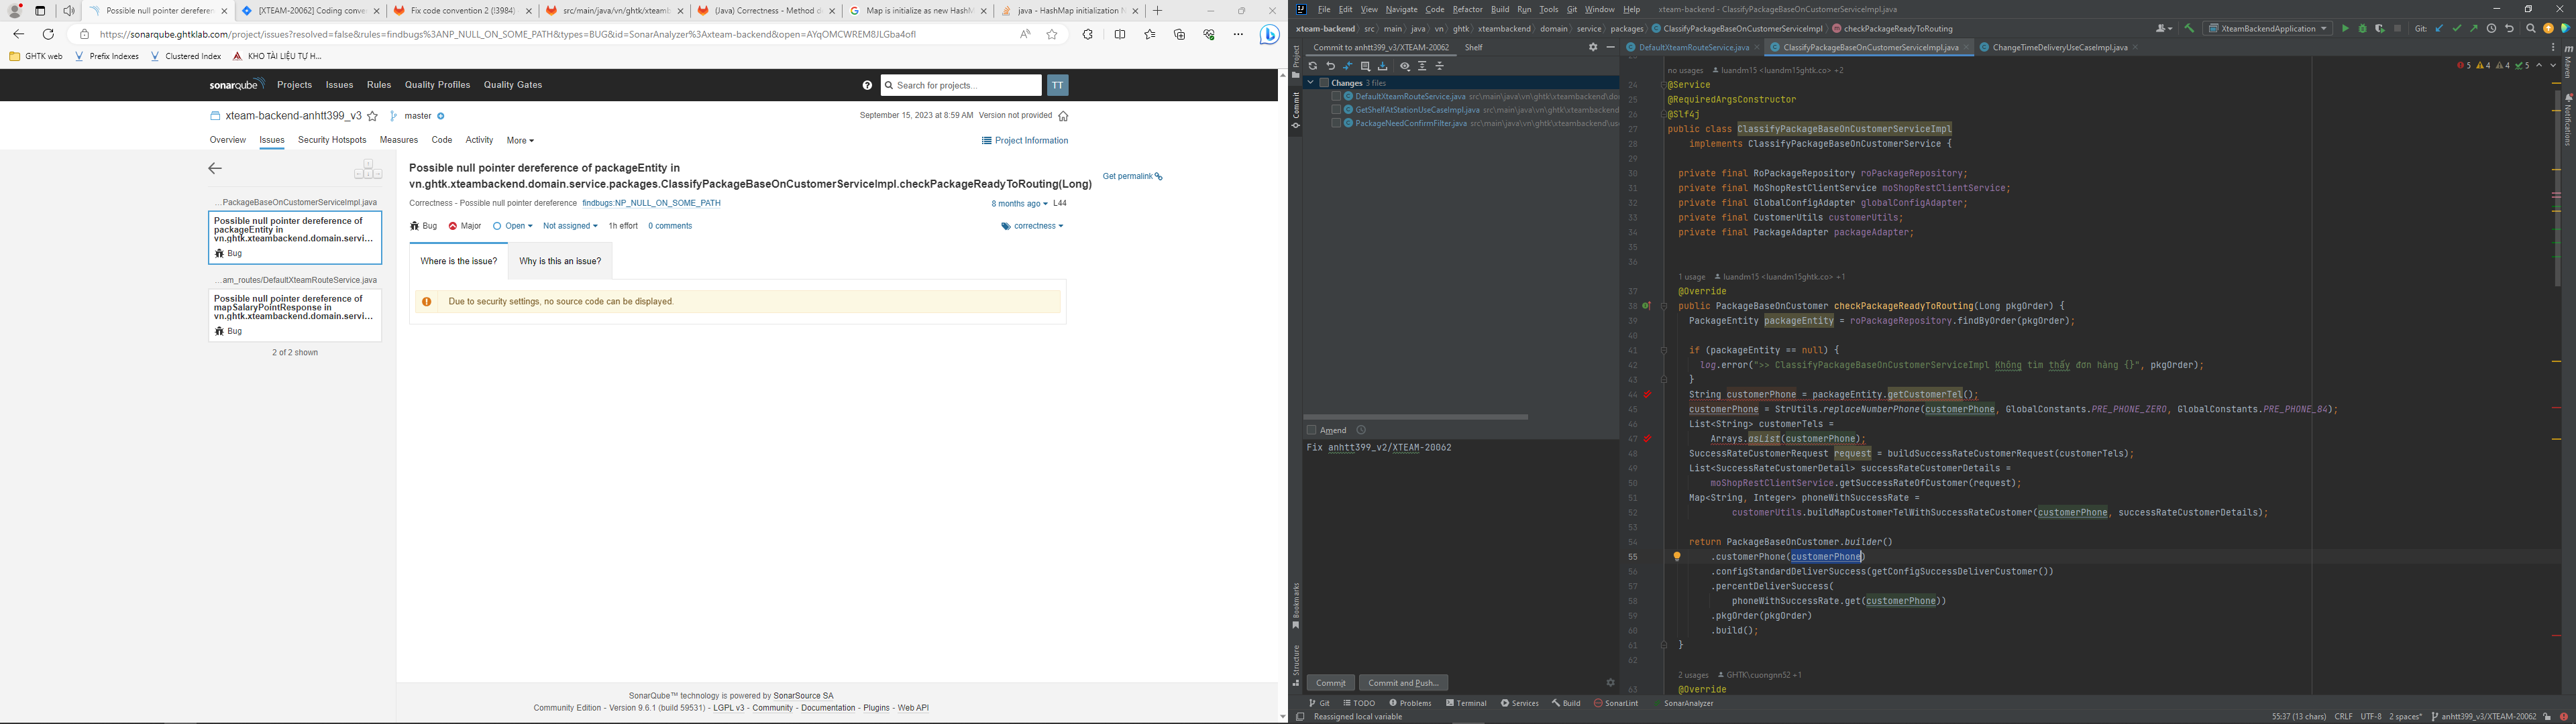 Possible null pointer dereferen
[XTEAM-20062] Coding conven
Fix code convention 2 (!3984)
src/main/java/vn/ghtk/xteamb
(Java) Correctness - Method d
Map is initialize as new HashM
java - HashMap initialization N
https://sonarqube.ghtklab.com/project/issues?resolved=false&rules=findbugs%3ANP_NULL_ON_SOME_PATH&types=BUG&id=SonarAnalyzer%3Axteam-backend&open=AYqOMCWREM8JLGba4ofI
GHTK web
Prefix Indexes
Clustered Index
KHO TÀI LIỆU TỰ H...
sonarqube
Projects
Issues
Rules
Quality Profiles
Quality Gates
Search for projects...
TT
xteam-backend-anhtt399_v3
master
September 15, 2023 at 8:59 AM Version not provided
Overview
Issues
Security Hotspots
Measures
Code
Activity
More
Project Information
...PackageBaseOnCustomerServiceImpl.java
Possible null pointer dereference of
packageEntity in
vn.ghtk.xteambackend.domain.servi...
Bug
...am_routes/DefaultXteamRouteService.java
Possible null pointer dereference of
mapSalaryPointResponse in
vn.ghtk.xteambackend.domain.servi...
Bug
2 of 2 shown
Possible null pointer dereference of packageEntity in
vn.ghtk.xteambackend.domain.service.packages.ClassifyPackageBaseOnCustomerServiceImpl.checkPackageReadyToRouting(Long)
Get permalink
Correctness - Possible null pointer dereference findbugs:NP_NULL_ON_SOME_PATH
8 months ago L44
Bug
Major
Open
Not assigned
1h effort
0 comments
correctness
Where is the issue?
Why is this an issue?
Due to security settings, no source code can be displayed.
SonarQube™ technology is powered by SonarSource SA
Community Edition - Version 9.6.1 (build 59531) - LGPL v3 - Community - Documentation - Plugins - Web API
File Edit View Navigate Code Refactor Build Run Tools Git Window Help xteam-backend - ClassifyPackageBaseOnCustomerServiceImpl.java
xteam-backend src main java vn ghtk xteambackend domain service packages ClassifyPackageBaseOnCustomerServiceImpl checkPackageReadyToRouting
XteamBackendApplication
Git:
Commit to anhtt399_v3/XTEAM-20062
Shelf
Project
Commit
Bookmarks
Structure
Maven
Notifications
Changes 3 files
DefaultXteamRouteService.java src\main\java\vn\ghtk\xteambackend\do
GetShelfAtStationUseCaseImpl.java src\main\java\vn\ghtk\xteambackend
PackageNeedConfirmFilter.java src\main\java\vn\ghtk\xteambackend\us
Amend
Fix anhtt399_v2/XTEAM-20062
Commit
Commit and Push...
DefaultXteamRouteService.java
ClassifyPackageBaseOnCustomerServiceImpl.java
ChangeTimeDeliveryUseCaseImpl.java
5 4 4 5
no usages luandm15 <luandm15ghtk.co> +2
24 @Service
25 @RequiredArgsConstructor
26 @Slf4j
27 public class ClassifyPackageBaseOnCustomerServiceImpl
28 implements ClassifyPackageBaseOnCustomerService {
29
30 private final RoPackageRepository roPackageRepository;
31 private final MoShopRestClientService moShopRestClientService;
32 private final GlobalConfigAdapter globalConfigAdapter;
33 private final CustomerUtils customerUtils;
34 private final PackageAdapter packageAdapter;
35
36
1 usage luandm15 <luandm15ghtk.co> +1
37 @Override
38 public PackageBaseOnCustomer checkPackageReadyToRouting(Long pkgOrder) {
39 PackageEntity packageEntity = roPackageRepository.findByOrder(pkgOrder);
40
41 if (packageEntity == null) {
42 log.error(">> ClassifyPackageBaseOnCustomerServiceImpl Không tìm thấy đơn hàng {}", pkgOrder);
43 }
44 String customerPhone = packageEntity.getCustomerTel();
45 customerPhone = StrUtils.replaceNumberPhone(customerPhone, GlobalConstants.PRE_PHONE_ZERO, GlobalConstants.PRE_PHONE_84);
46 List<String> customerTels =
47 Arrays.asList(customerPhone);
48 SuccessRateCustomerRequest request = buildSuccessRateCustomerRequest(customerTels);
49 List<SuccessRateCustomerDetail> successRateCustomerDetails =
50 moShopRestClientService.getSuccessRateOfCustomer(request);
51 Map<String, Integer> phoneWithSuccessRate =
52 customerUtils.buildMapCustomerTelWithSuccessRateCustomer(customerPhone, successRateCustomerDetails);
53
54 return PackageBaseOnCustomer.builder()
55 .customerPhone(customerPhone)
56 .configStandardDeliverSuccess(getConfigSuccessDeliverCustomer())
57 .percentDeliverSuccess(
58 phoneWithSuccessRate.get(customerPhone))
59 .pkgOrder(pkgOrder)
60 .build();
61 }
62
2 usages GHTK\cuongnn52 +1
63 @Override
Git TODO Problems Terminal Services Build SonarLint SonarAnalyzer
Reassigned local variable
55:37 (13 chars) CRLF UTF-8 2 spaces* anhtt399_v3/XTEAM-20062